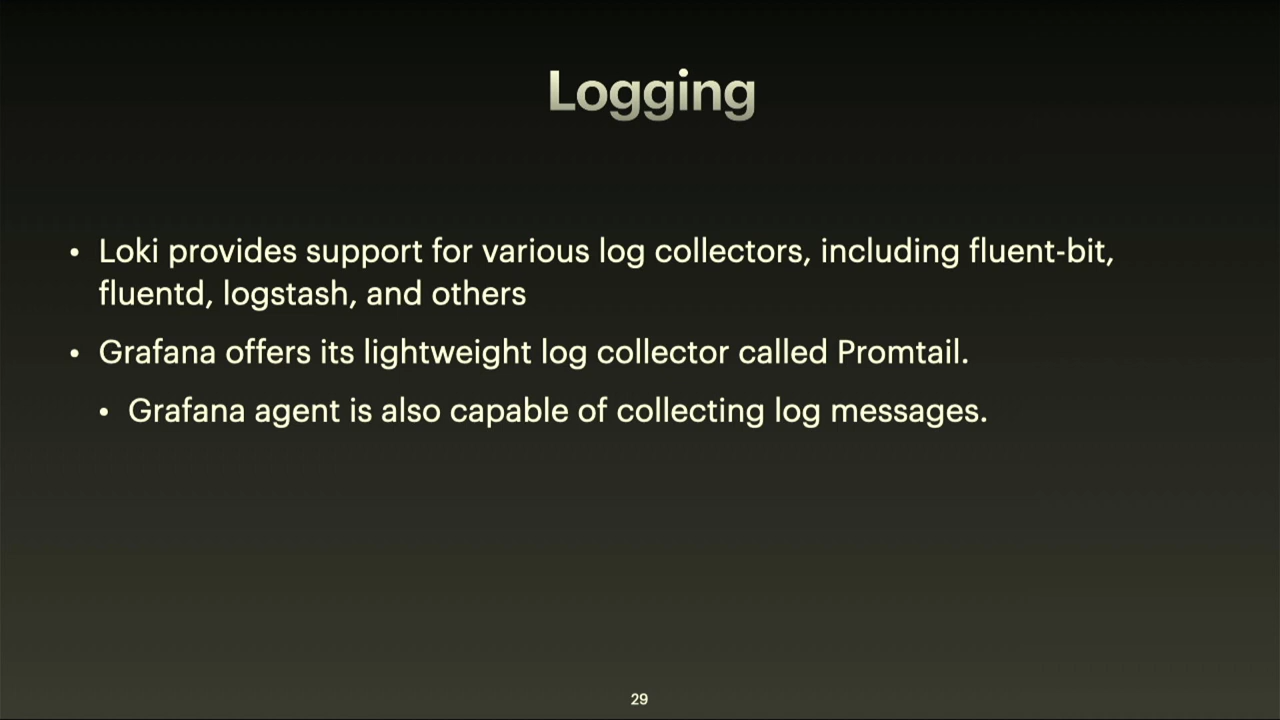 Logging
• Loki provides support for various log collectors, including fluent-bit,
fluentd, logstash, and others
• Grafana offers its lightweight log collector called Promtail.
• Grafana agent is also capable of collecting log messages.
29